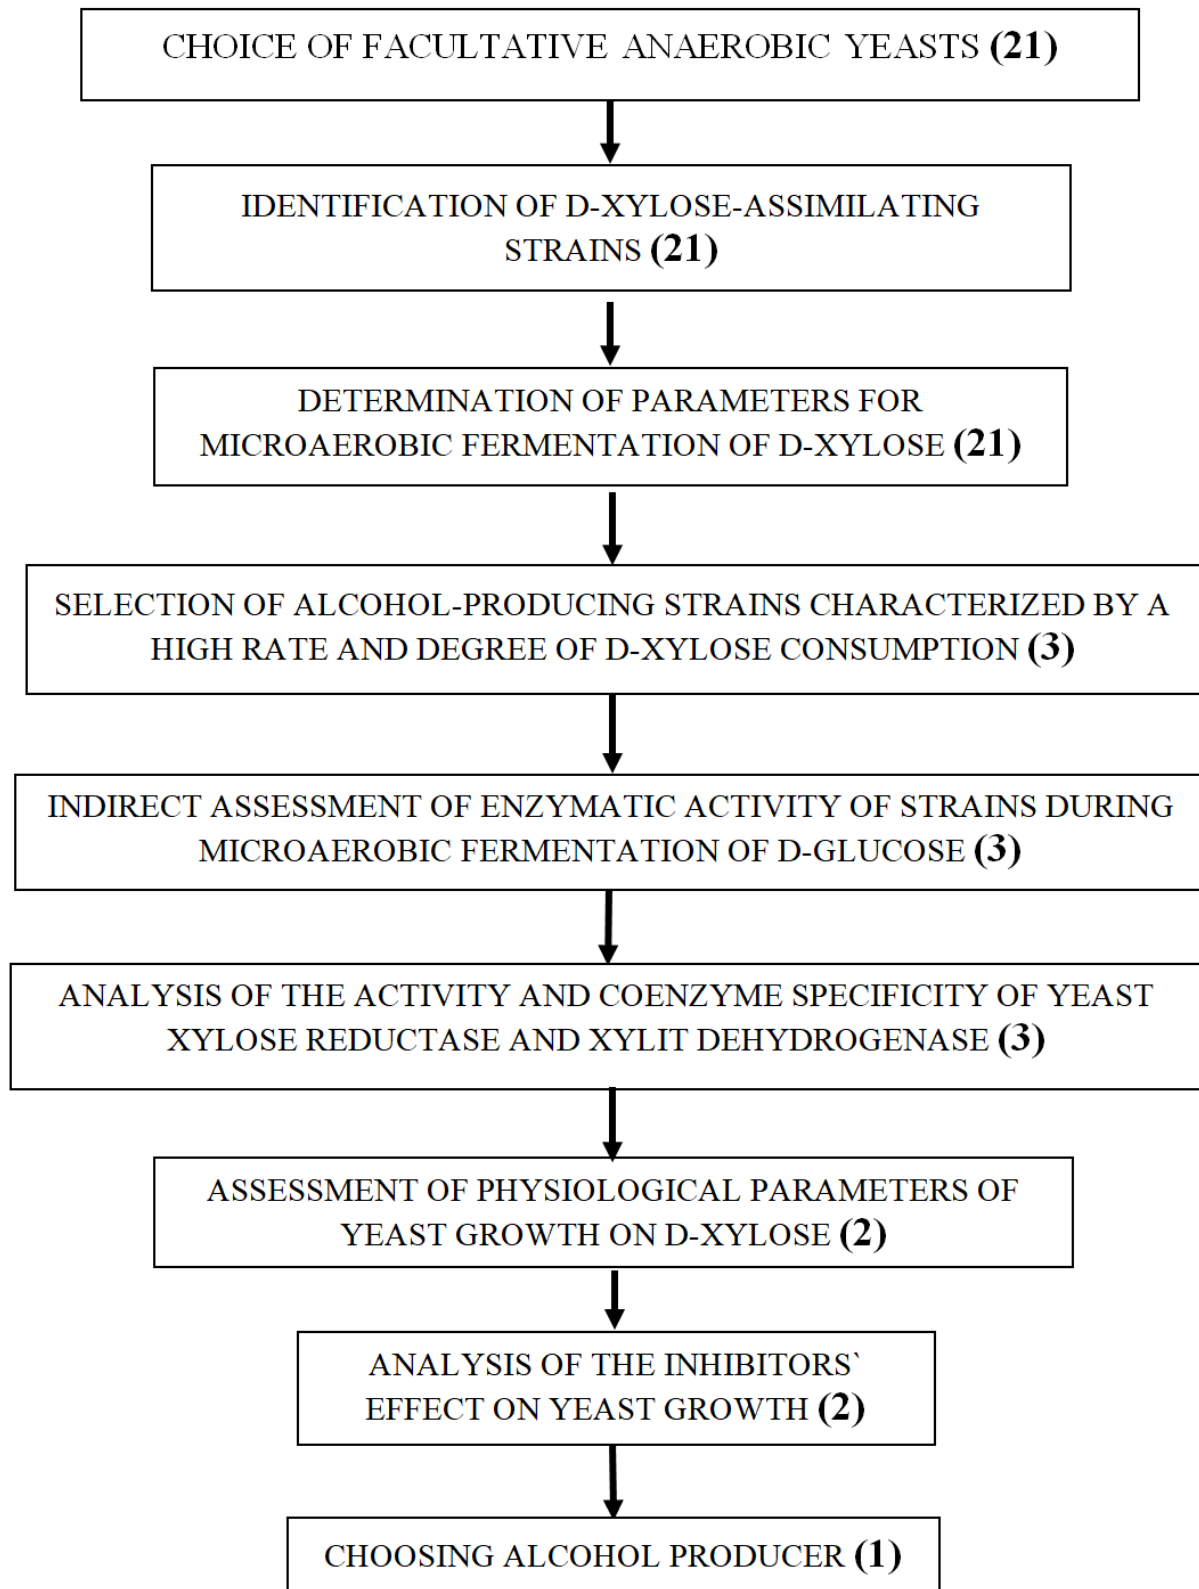 CHOICE OF FACULTATIVE ANAEROBIC YEASTS (21)
IDENTIFICATION OF D-XYLOSE-ASSIMILATING
STRAINS (21)
DETERMINATION OF PARAMETERS FOR
MICROAEROBIC FERMENTATION OF D-XYLOSE (21)
SELECTION OF ALCOHOL-PRODUCING STRAINS CHARACTERIZED BY A
HIGH RATE AND DEGREE OF D-XYLOSE CONSUMPTION (3)
INDIRECT ASSESSMENT OF ENZYMATIC ACTIVITY OF STRAINS DURING
MICROAEROBIC FERMENTATION OF D-GLUCOSE (3)
ANALYSIS OF THE ACTIVITY AND COENZYME SPECIFICITY OF YEAST
XYLOSE REDUCTASE AND XYLIT DEHYDROGENASE (3)
ASSESSMENT OF PHYSIOLOGICAL PARAMETERS OF
YEAST GROWTH ON D-XYLOSE (2)
ANALYSIS OF THE INHIBITORS`
EFFECT ON YEAST GROWTH (2)
CHOOSING ALCOHOL PRODUCER (1)